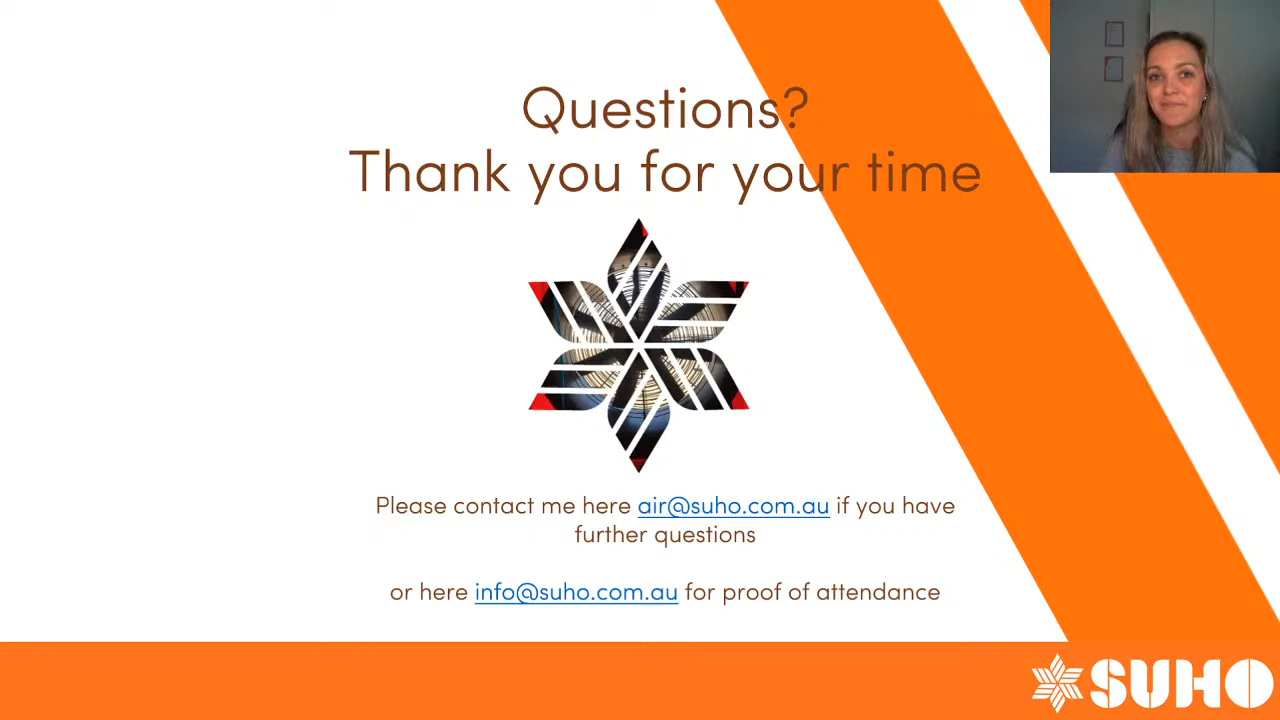 Questions?
Thank you for your time
Please contact me here air@suho.com.au if you have
further questions
or here info@suho.com.au for proof of attendance
SUHO